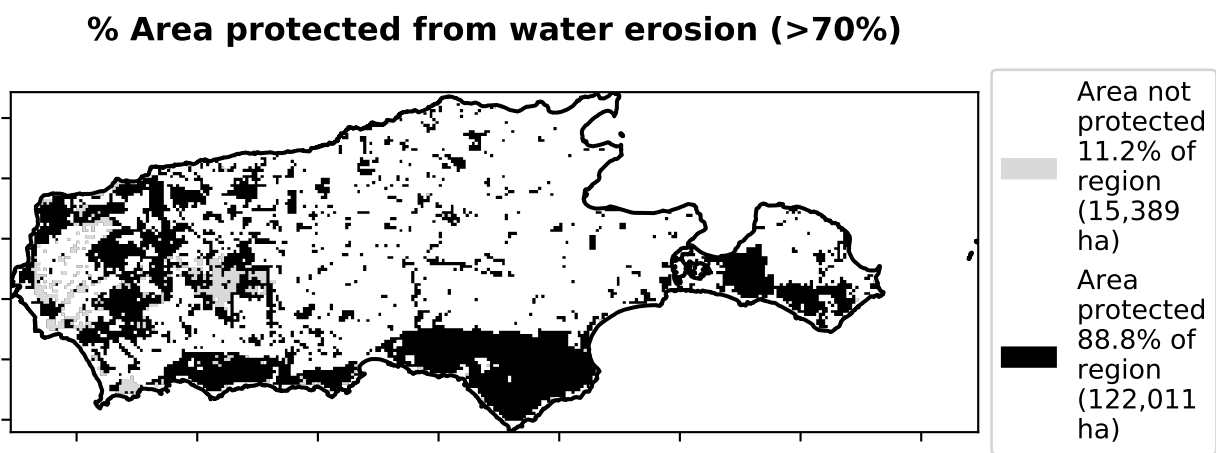 % Area protected from water erosion (>70%)
Area not
protected
11.2% of
region
(15,389
ha)
Area
protected
88.8% of
region
(122,011
ha)